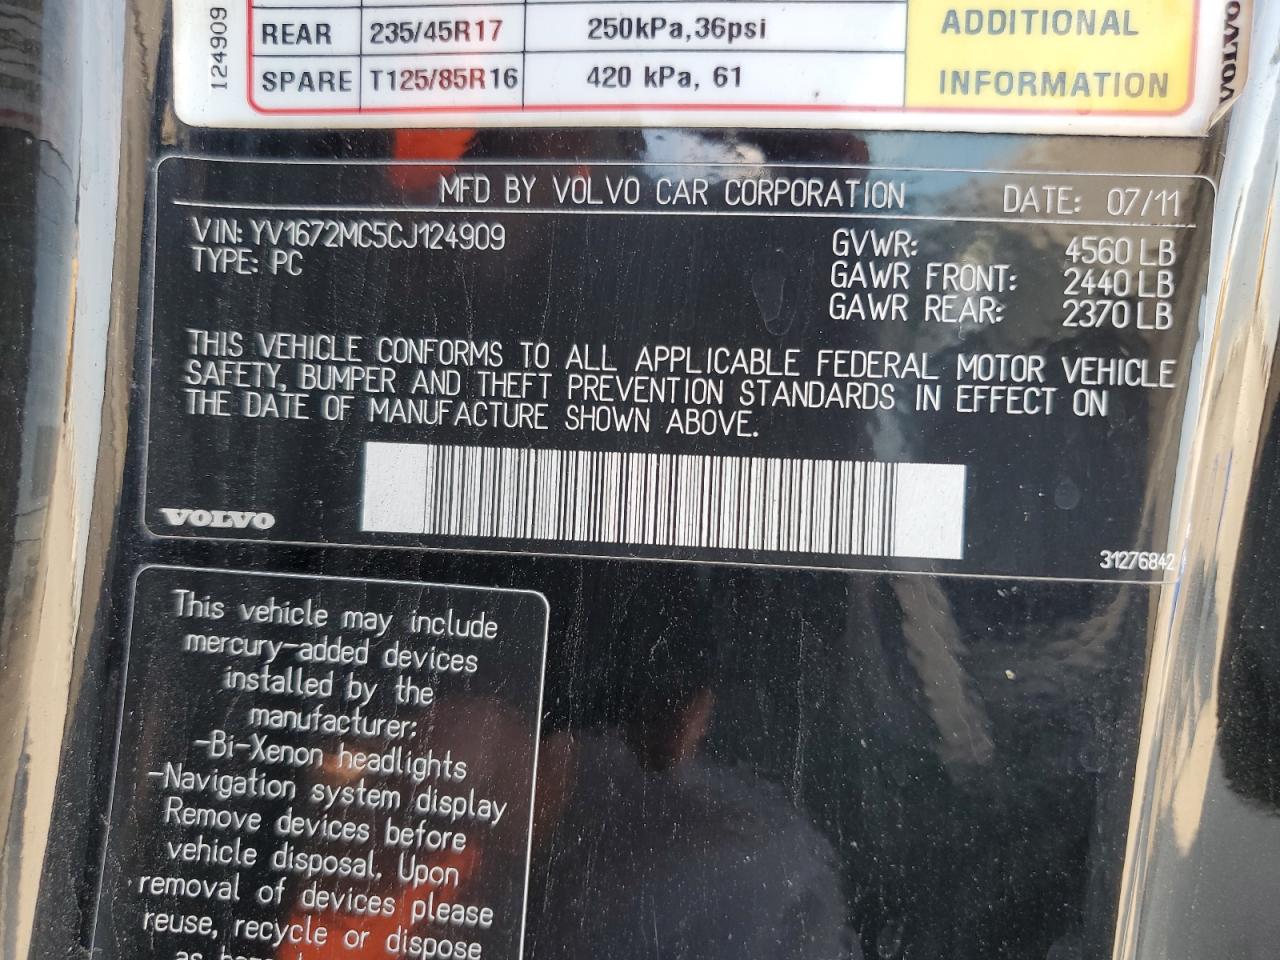 124909
REAR 235/45R17 250kPa,36psi
SPARE T125/85R16 420 kPa, 61
ADDITIONAL
INFORMATION
VOLVO
MFD BY VOLVO CAR CORPORATION DATE: 07/11
VIN: YV1672MC5CJ124909
TYPE: PC
GVWR: 4560 LB
GAWR FRONT: 2440 LB
GAWR REAR: 2370 LB
THIS VEHICLE CONFORMS TO ALL APPLICABLE FEDERAL MOTOR VEHICLE
SAFETY, BUMPER AND THEFT PREVENTION STANDARDS IN EFFECT ON
THE DATE OF MANUFACTURE SHOWN ABOVE.
VOLVO
31276842
This vehicle may include
mercury-added devices
installed by the
manufacturer:
-Bi-Xenon headlights
-Navigation system display
Remove devices before
vehicle disposal. Upon
removal of devices please
reuse, recycle or dispose
as